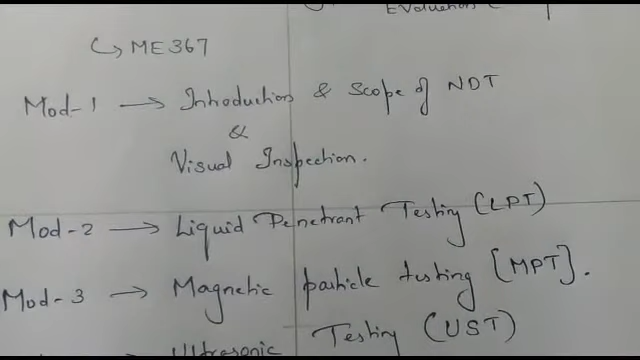 Evaluation
↳ ME367
Mod-1 → Introduction & Scope of NDT
&
Visual Inspection.
Mod-2 → Liquid Penetrant Testing (LPT)
Mod-3 → Magnetic particle testing [MPT].
Ultrasonic Testing (UST)